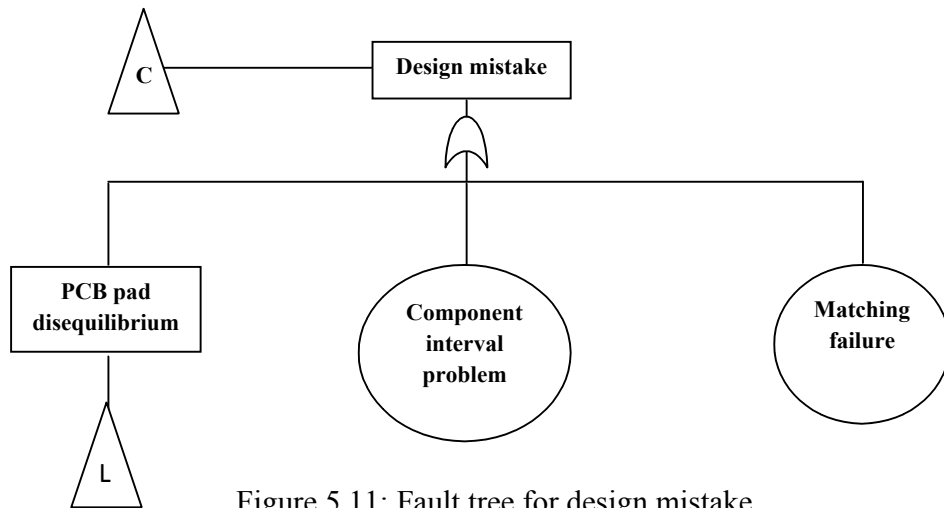 C
Design mistake
PCB pad
disequilibrium
Component
interval
problem
Matching
failure
L
Figure 5.11: Fault tree for design mistake